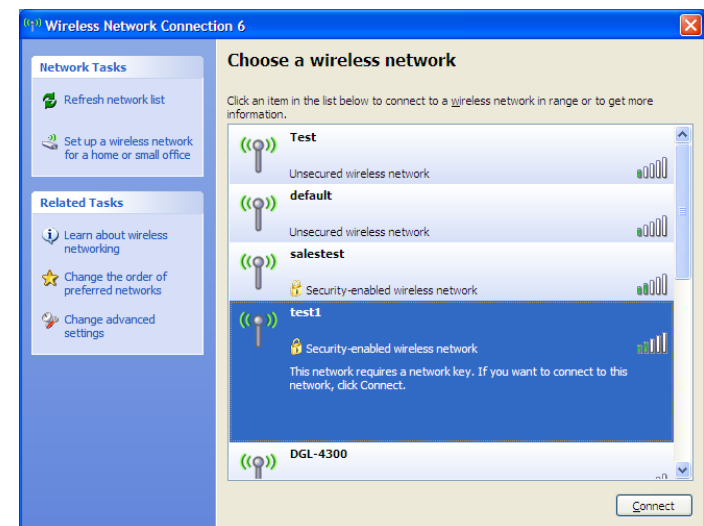 Wireless Network Connection 6
Network Tasks
Refresh network list
Set up a wireless network
for a home or small office
Related Tasks
Learn about wireless
networking
Change the order of
preferred networks
Change advanced
settings
Choose a wireless network
Click an item in the list below to connect to a wireless network in range or to get more
information.
Test
Unsecured wireless network
default
Unsecured wireless network
salestest
Security-enabled wireless network
test1
Security-enabled wireless network
This network requires a network key. If you want to connect to this
network, click Connect.
DGL-4300
Connect